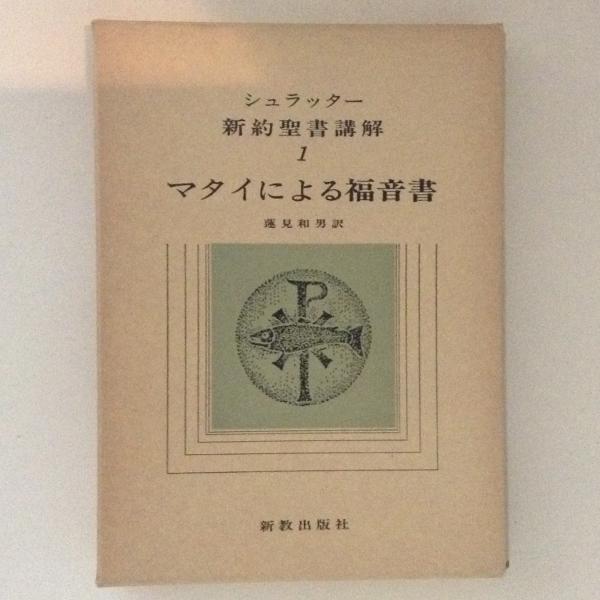 シュラッター
新約聖書講解
1
マタイによる福音書
蓮見和男訳
新教出版社